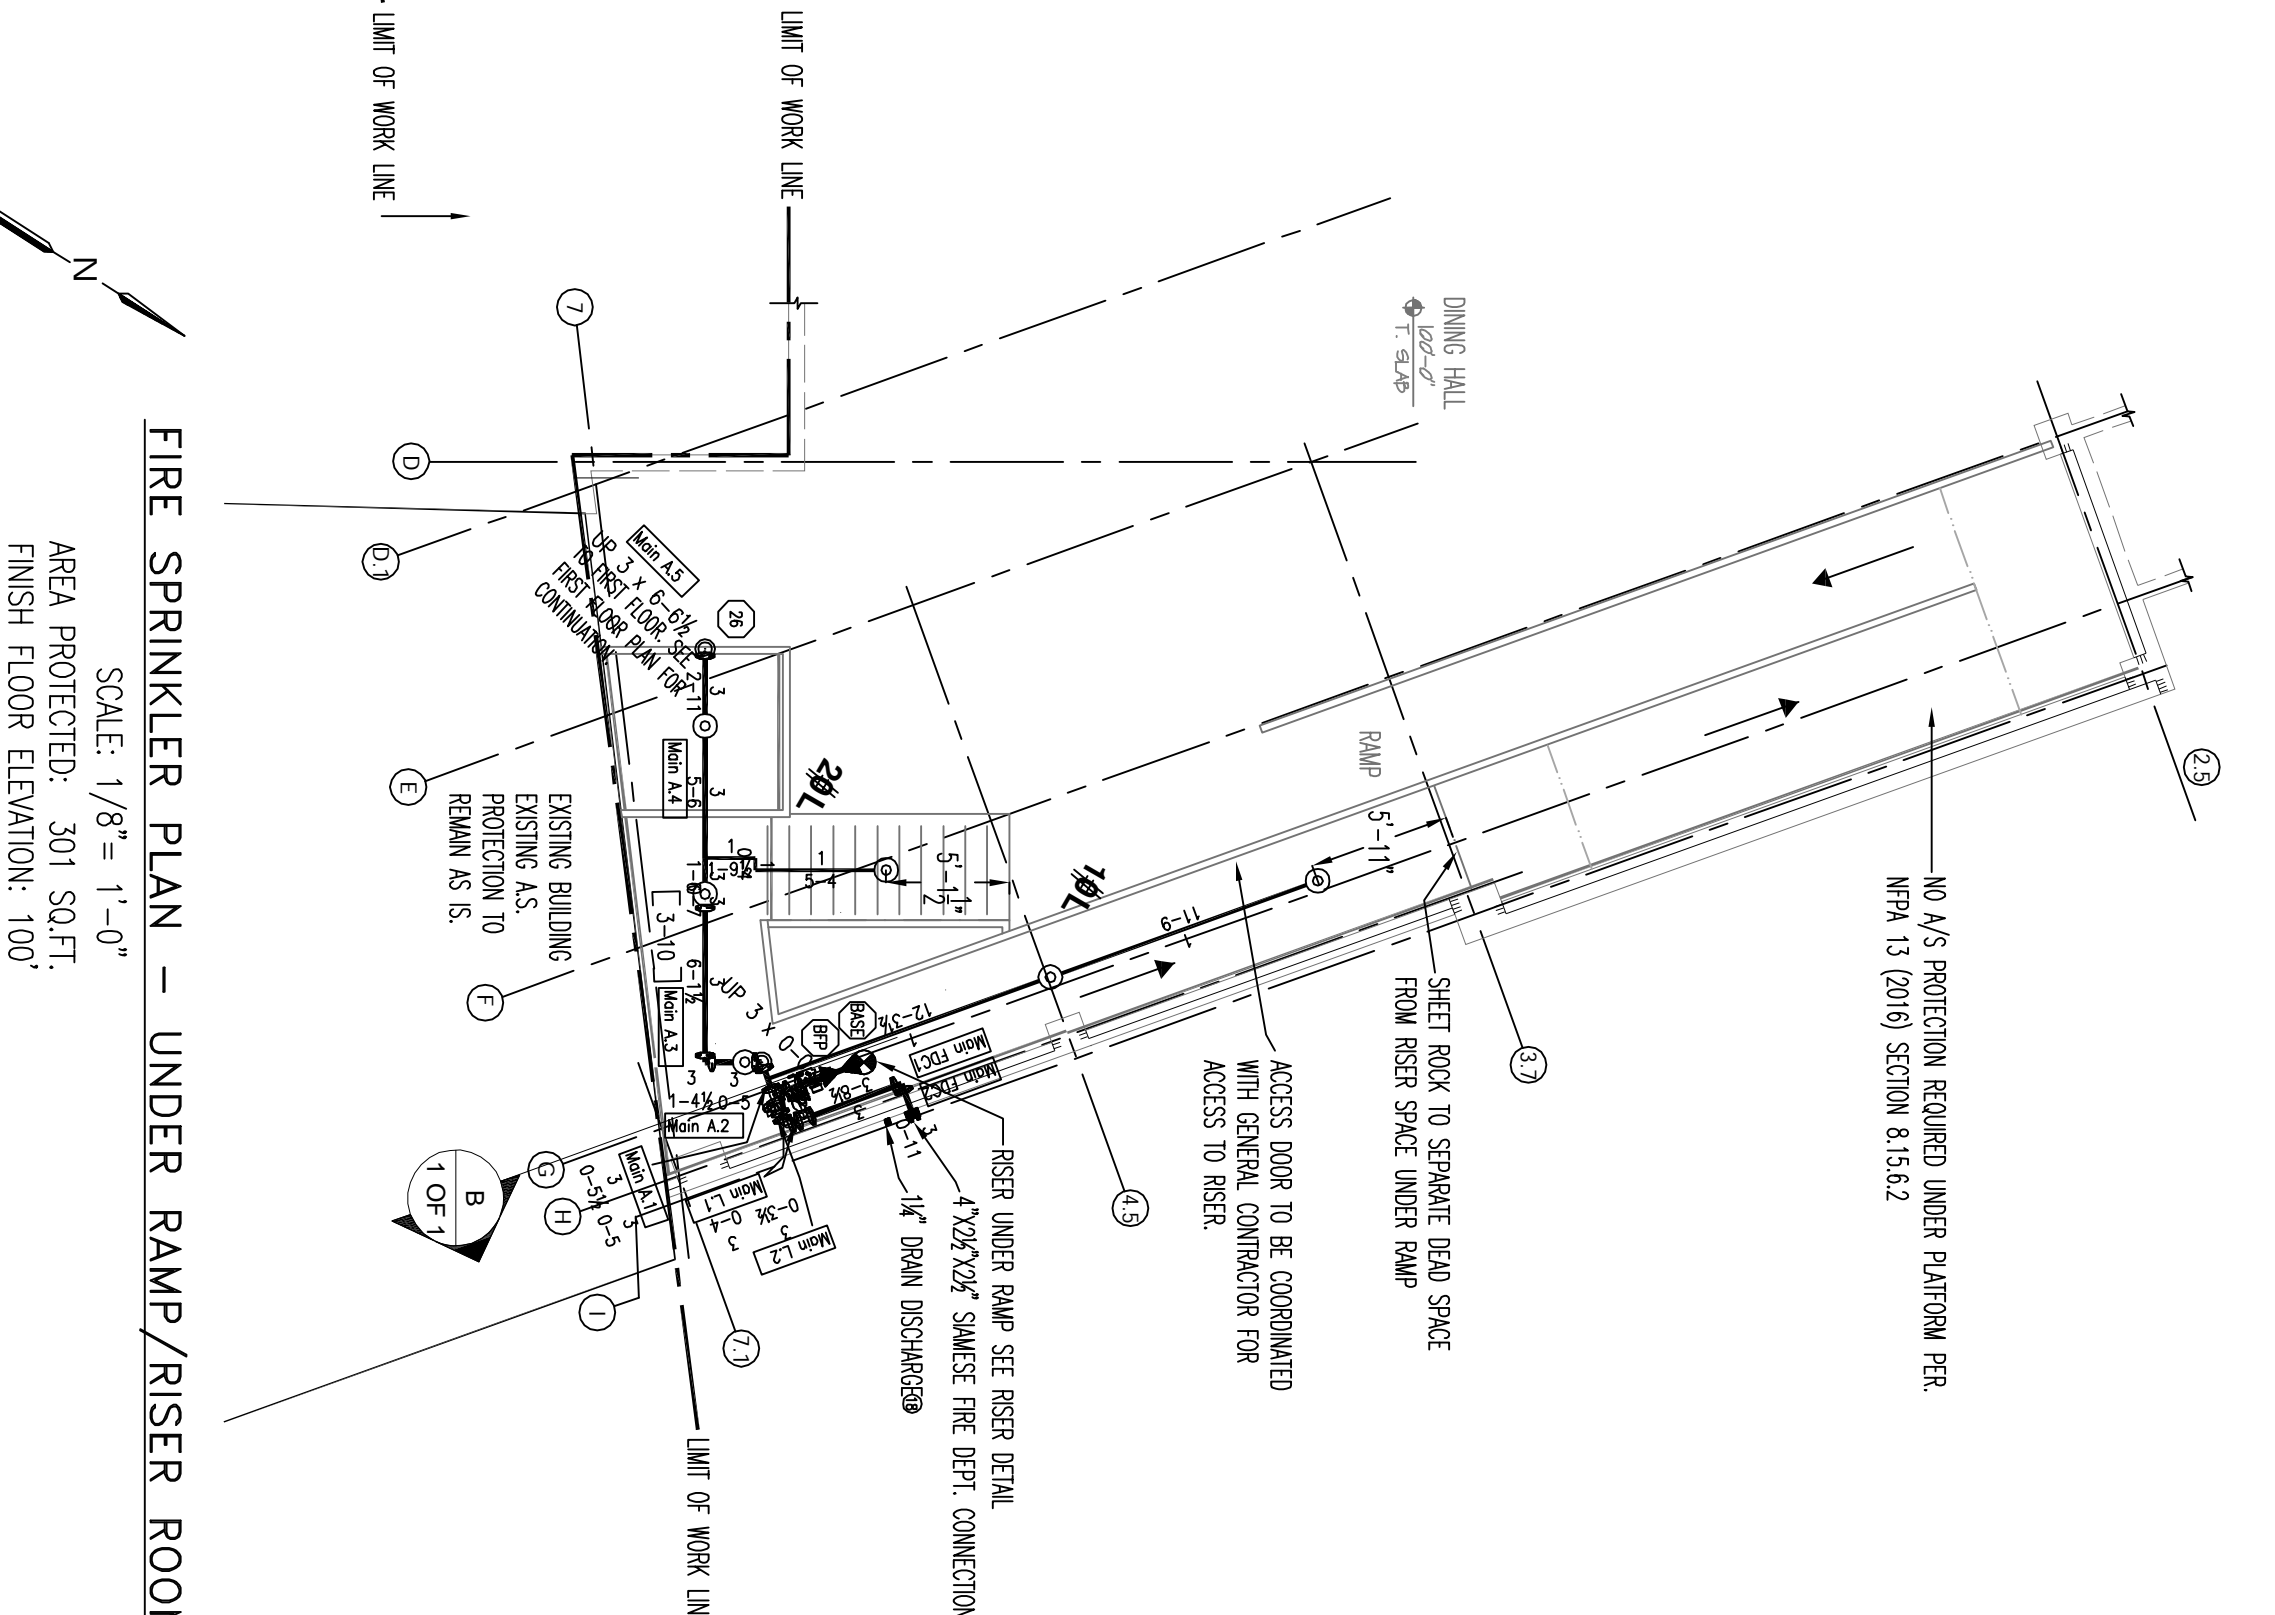 LIMIT OF WORK LINE
LIMIT OF WORK LINE
N
7
D
D.1
E
F
G
H
I
7.1
4.5
3.7
2.5
DINING HALL
100'-0"
T. SLAB
NO A/S PROTECTION REQUIRED UNDER PLATFORM PER.
NFPA 13 (2016) SECTION 8.15.6.2
SHEET ROCK TO SEPARATE DEAD SPACE
FROM RISER SPACE UNDER RAMP
ACCESS DOOR TO BE COORDINATED
WITH GENERAL CONTRACTOR FOR
ACCESS TO RISER.
RISER UNDER RAMP SEE RISER DETAIL
4"X2½"X2½" SIAMESE FIRE DEPT. CONNECTION
1¼" DRAIN DISCHARGE
18
RAMP
5'-11"
11-9
1
5'-1½"
12-3½
1
Main A.5
UP 3 X 6-6½
TO FIRST FLOOR. SEE
FIRST FLOOR PLAN FOR
CONTINUATION.
26
3
2-11
Main A.4
3
5-6
1
5-4
3-10
3
6-1½
Main A.3
UP 3 X
BFP
BASE
Main FDC1
Main FDC2
3-8½
3
3
0-11
3
1-4½
3
0-5
Main A.2
Main A.1
3
0-5½
3
0-5
Main L.1
0-4
3
0-3½
3
Main L.2
EXISTING BUILDING
EXISTING A.S.
PROTECTION TO
REMAIN AS IS.
B
1 OF 1
LIMIT OF WORK LIN
FIRE SPRINKLER PLAN – UNDER RAMP/RISER ROOM
SCALE: 1/8"= 1'-0"
AREA PROTECTED: 301 SQ.FT.
FINISH FLOOR ELEVATION: 100'